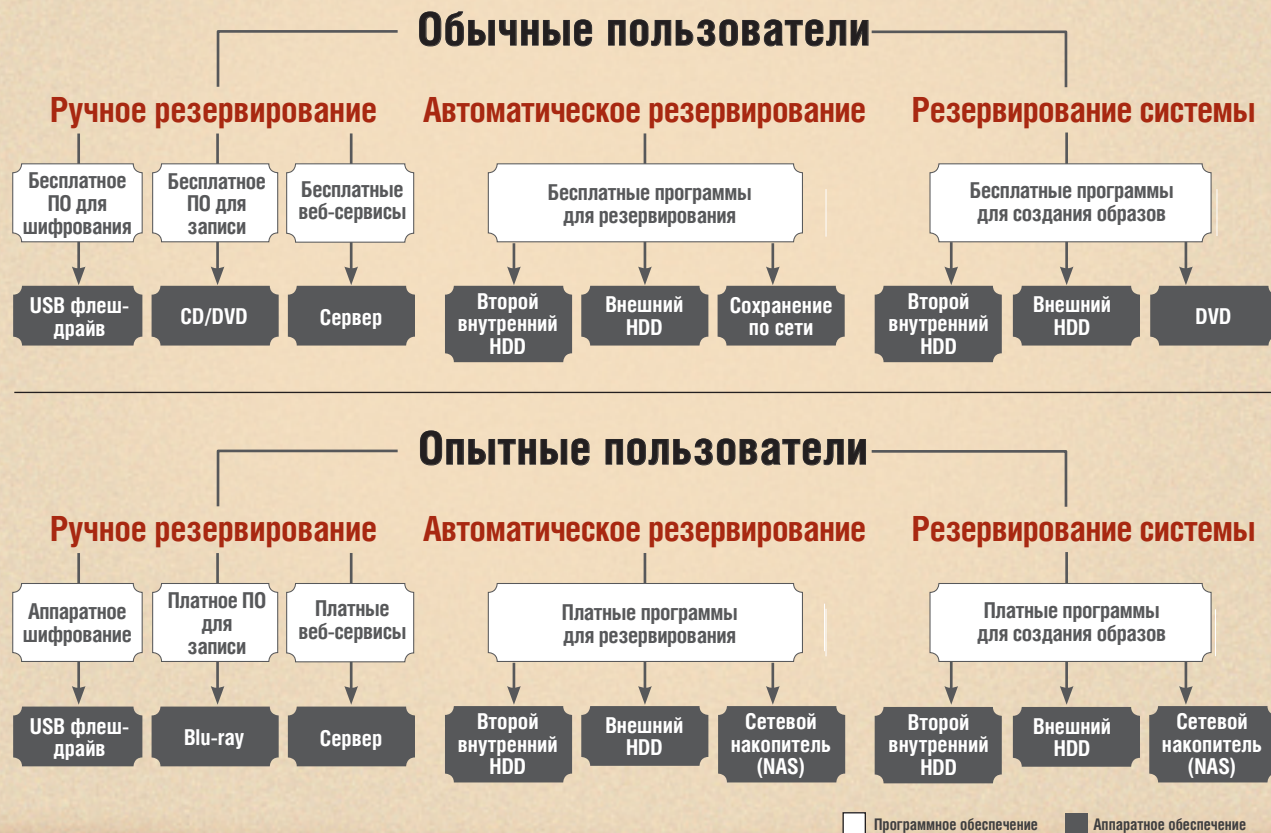 Обычные пользователи
Ручное резервирование
Автоматическое резервирование
Резервирование системы
Бесплатное
ПО для
шифрования
Бесплатное
ПО для
записи
Бесплатные
веб-сервисы
Бесплатные программы
для резервирования
Бесплатные программы
для создания образов
USB флеш-
драйв
CD/DVD
Сервер
Второй
внутренний
HDD
Внешний
HDD
Сохранение
по сети
Второй
внутренний
HDD
Внешний
HDD
DVD
Опытные пользователи
Ручное резервирование
Автоматическое резервирование
Резервирование системы
Аппаратное
шифрование
Платное ПО
для
записи
Платные
веб-сервисы
Платные программы
для резервирования
Платные программы
для создания образов
USB флеш-
драйв
Blu-ray
Сервер
Второй
внутренний
HDD
Внешний
HDD
Сетевой
накопитель
(NAS)
Второй
внутренний
HDD
Внешний
HDD
Сетевой
накопитель
(NAS)
Программное обеспечение
Аппаратное обеспечение